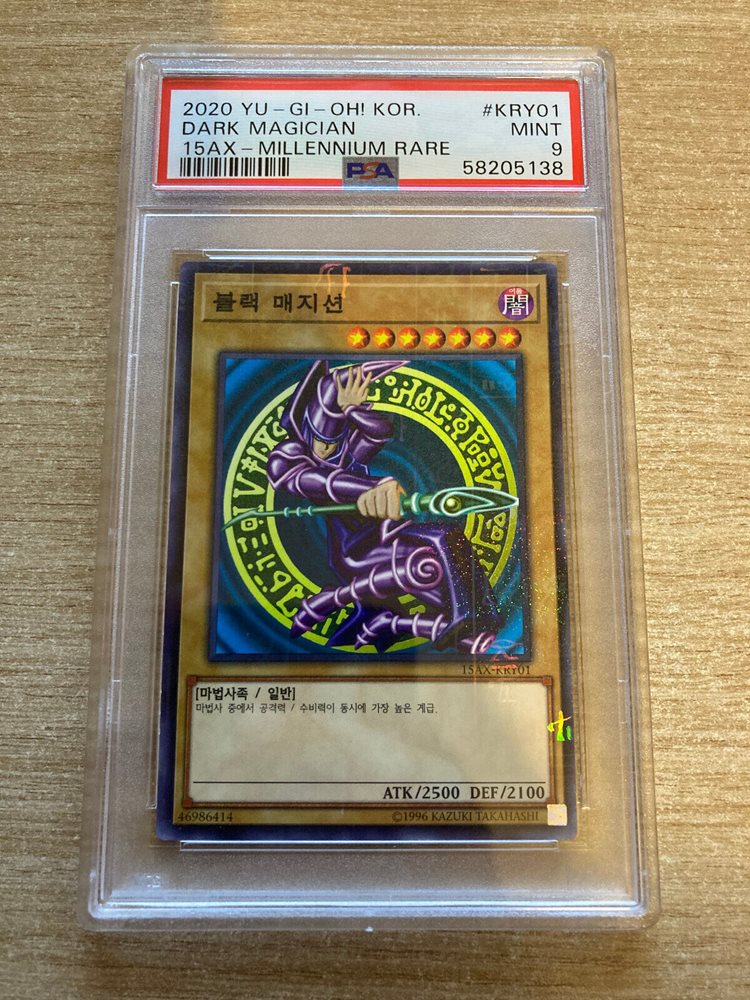 2020 YU-GI-OH! KOR. #KRY01
DARK MAGICIAN MINT
15AX-MILLENNIUM RARE 9
PSA 58205138
블랙 매지션
어둠
闇
15AX-KRY01
[마법사족 / 일반]
마법사 중에서 공격력 / 수비력이 동시에 가장 높은 계급.
ATK/2500 DEF/2100
46986414 ©1996 KAZUKI TAKAHASHI